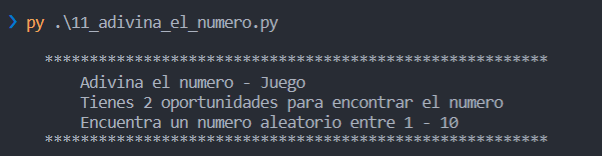 ❯ py .\11_adivina_el_numero.py
********************************************************
Adivina el numero - Juego
Tienes 2 oportunidades para encontrar el numero
Encuentra un numero aleatorio entre 1 - 10
********************************************************